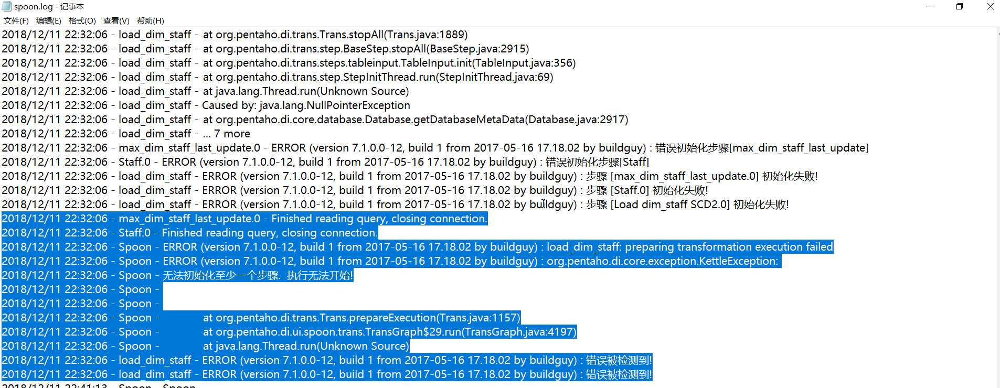 spoon.log - 记事本
文件(F) 编辑(E) 格式(O) 查看(V) 帮助(H)
2018/12/11 22:32:06 - load_dim_staff - at org.pentaho.di.trans.Trans.stopAll(Trans.java:1889)
2018/12/11 22:32:06 - load_dim_staff - at org.pentaho.di.trans.step.BaseStep.stopAll(BaseStep.java:2915)
2018/12/11 22:32:06 - load_dim_staff - at org.pentaho.di.trans.steps.tableinput.TableInput.init(TableInput.java:356)
2018/12/11 22:32:06 - load_dim_staff - at org.pentaho.di.trans.step.StepInitThread.run(StepInitThread.java:69)
2018/12/11 22:32:06 - load_dim_staff - at java.lang.Thread.run(Unknown Source)
2018/12/11 22:32:06 - load_dim_staff - Caused by: java.lang.NullPointerException
2018/12/11 22:32:06 - load_dim_staff - at org.pentaho.di.core.database.Database.getDatabaseMetaData(Database.java:2917)
2018/12/11 22:32:06 - load_dim_staff - ... 7 more
2018/12/11 22:32:06 - max_dim_staff_last_update.0 - ERROR (version 7.1.0.0-12, build 1 from 2017-05-16 17.18.02 by buildguy) : 错误初始化步骤[max_dim_staff_last_update]
2018/12/11 22:32:06 - Staff.0 - ERROR (version 7.1.0.0-12, build 1 from 2017-05-16 17.18.02 by buildguy) : 错误初始化步骤[Staff]
2018/12/11 22:32:06 - load_dim_staff - ERROR (version 7.1.0.0-12, build 1 from 2017-05-16 17.18.02 by buildguy) : 步骤 [max_dim_staff_last_update.0] 初始化失败!
2018/12/11 22:32:06 - load_dim_staff - ERROR (version 7.1.0.0-12, build 1 from 2017-05-16 17.18.02 by buildguy) : 步骤 [Staff.0] 初始化失败!
2018/12/11 22:32:06 - load_dim_staff - ERROR (version 7.1.0.0-12, build 1 from 2017-05-16 17.18.02 by buildguy) : 步骤 [Load dim_staff SCD2.0] 初始化失败!
2018/12/11 22:32:06 - max_dim_staff_last_update.0 - Finished reading query, closing connection.
2018/12/11 22:32:06 - Staff.0 - Finished reading query, closing connection.
2018/12/11 22:32:06 - Spoon - ERROR (version 7.1.0.0-12, build 1 from 2017-05-16 17.18.02 by buildguy) : load_dim_staff: preparing transformation execution failed
2018/12/11 22:32:06 - Spoon - ERROR (version 7.1.0.0-12, build 1 from 2017-05-16 17.18.02 by buildguy) : org.pentaho.di.core.exception.KettleException:
2018/12/11 22:32:06 - Spoon - 无法初始化至少一个步骤. 执行无法开始!
2018/12/11 22:32:06 - Spoon -
2018/12/11 22:32:06 - Spoon -
2018/12/11 22:32:06 - Spoon - at org.pentaho.di.trans.Trans.prepareExecution(Trans.java:1157)
2018/12/11 22:32:06 - Spoon - at org.pentaho.di.ui.spoon.trans.TransGraph$29.run(TransGraph.java:4197)
2018/12/11 22:32:06 - Spoon - at java.lang.Thread.run(Unknown Source)
2018/12/11 22:32:06 - load_dim_staff - ERROR (version 7.1.0.0-12, build 1 from 2017-05-16 17.18.02 by buildguy) : 错误被检测到!
2018/12/11 22:32:06 - load_dim_staff - ERROR (version 7.1.0.0-12, build 1 from 2017-05-16 17.18.02 by buildguy) : 错误被检测到!
2018/12/11 22:41:13 - Spoon - Spoon